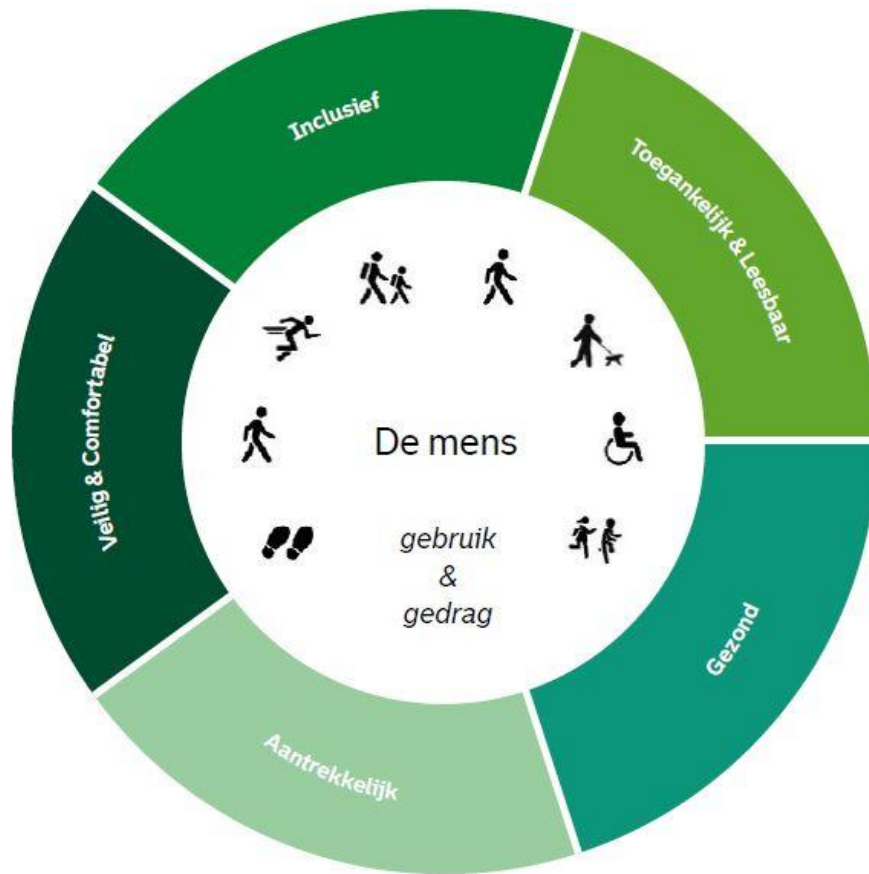 Inclusief
Toegankelijk & Leesbaar
Veilig & Comfortabel
De mens
gebruik
&
gedrag
Gezond
Aantrekkelijk